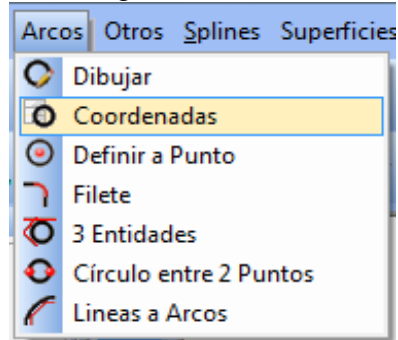 Arcos Otros Splines Superficies
Dibujar
Coordenadas
Definir a Punto
Filete
3 Entidades
Círculo entre 2 Puntos
Lineas a Arcos